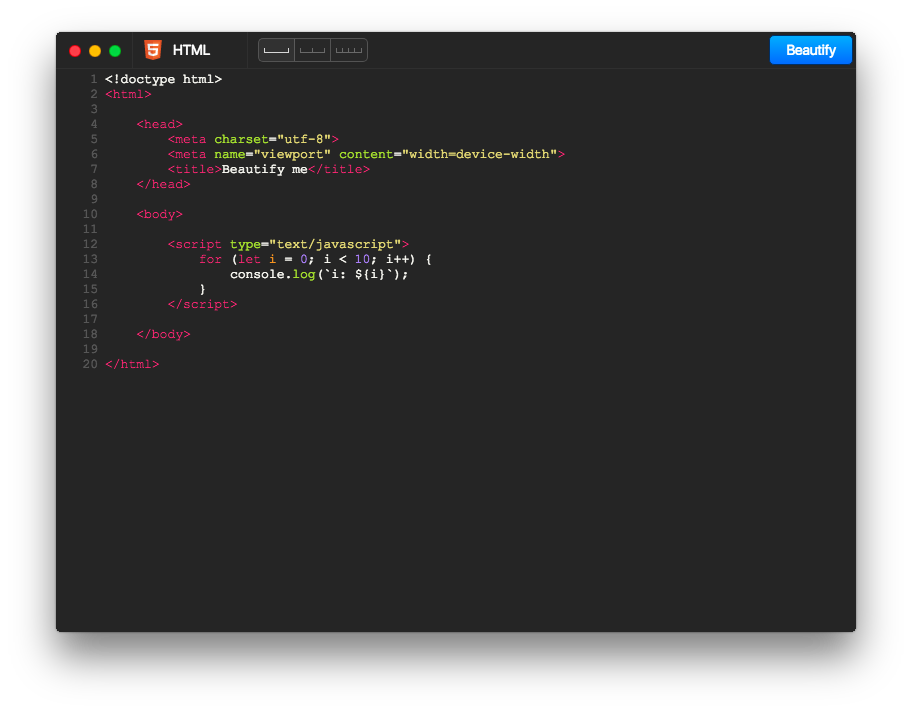 HTML
Beautify
1 <!doctype html>
2 <html>
3
4     <head>
5         <meta charset="utf-8">
6         <meta name="viewport" content="width=device-width">
7         <title>Beautify me</title>
8     </head>
9
10     <body>
11
12         <script type="text/javascript">
13             for (let i = 0; i < 10; i++) {
14                 console.log(`i: ${i}`);
15             }
16         </script>
17
18     </body>
19
20 </html>